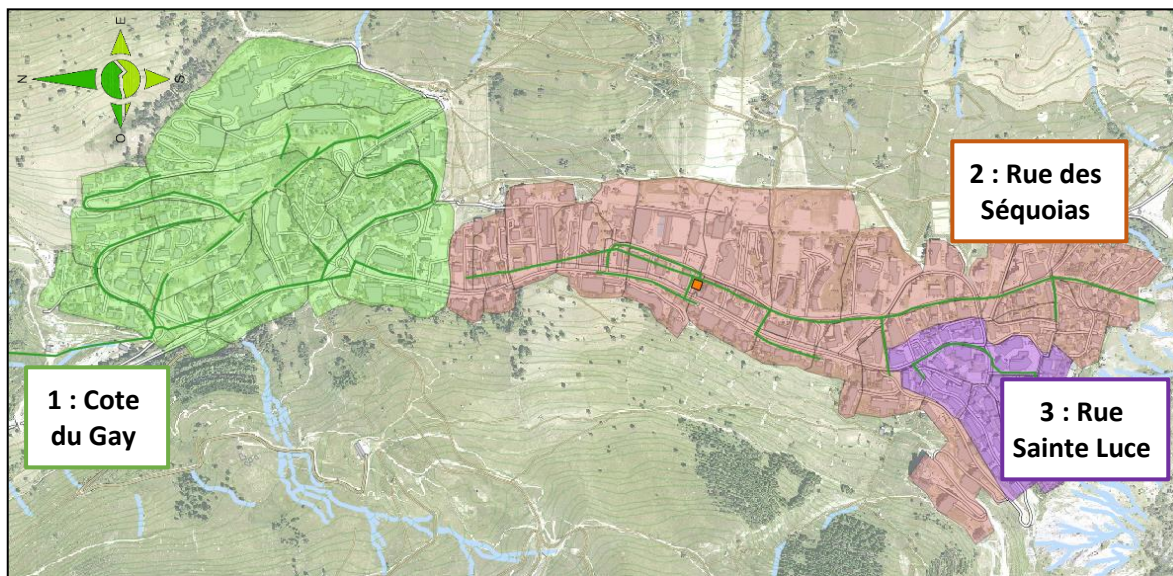 E
N
S
O
2 : Rue des
Séquoias
1 : Cote
du Gay
3 : Rue
Sainte Luce